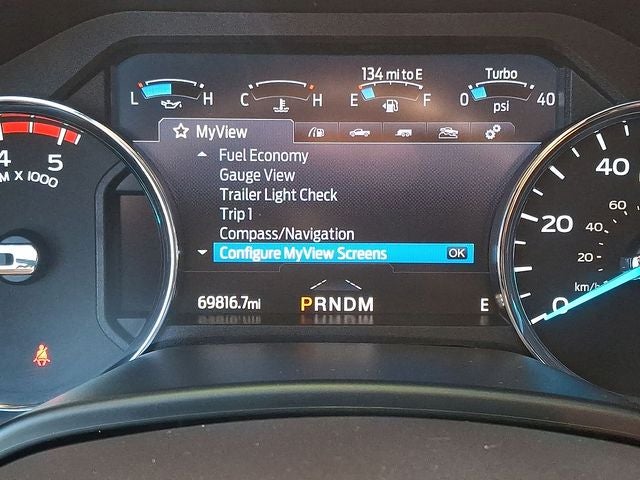 134 mi to E
Turbo
L H
C H
E F
0 40
psi
MyView
Fuel Economy
Gauge View
Trailer Light Check
Trip 1
Compass/Navigation
Configure MyView Screens OK
69816.7mi
PRNDM
E
4 5
M X 1000
40
60
20
40
20
km/h
0